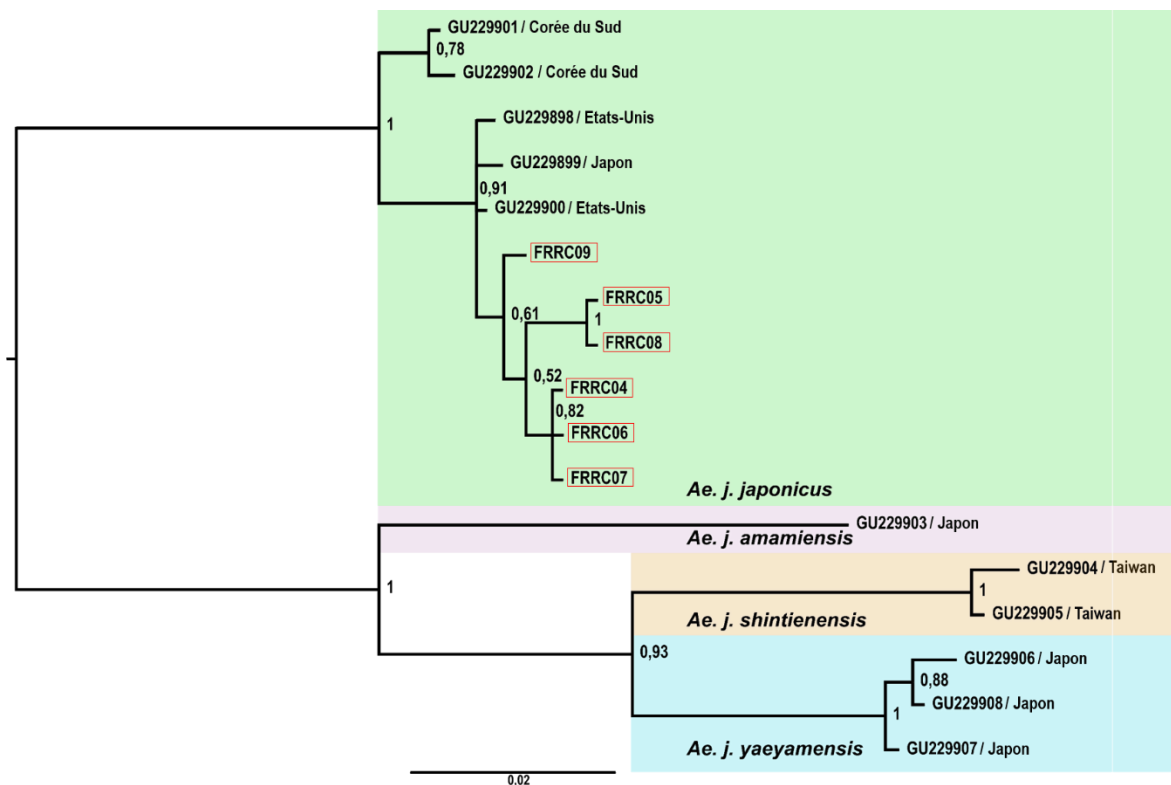 GU229901 / Corée du Sud
0,78
GU229902 / Corée du Sud
GU229898 / Etats-Unis
1
GU229899 / Japon
0,91
GU229900 / Etats-Unis
FRRC09
FRRC05
0,61
1
FRRC08
0,52
FRRC04
0,82
FRRC06
FRRC07
Ae. j. japonicus
GU229903 / Japon
Ae. j. amamiensis
GU229904 / Taiwan
1
1
GU229905 / Taiwan
Ae. j. shintienensis
0,93
GU229906 / Japon
0,88
GU229908 / Japon
1
GU229907 / Japon
Ae. j. yaeyamensis
0.02